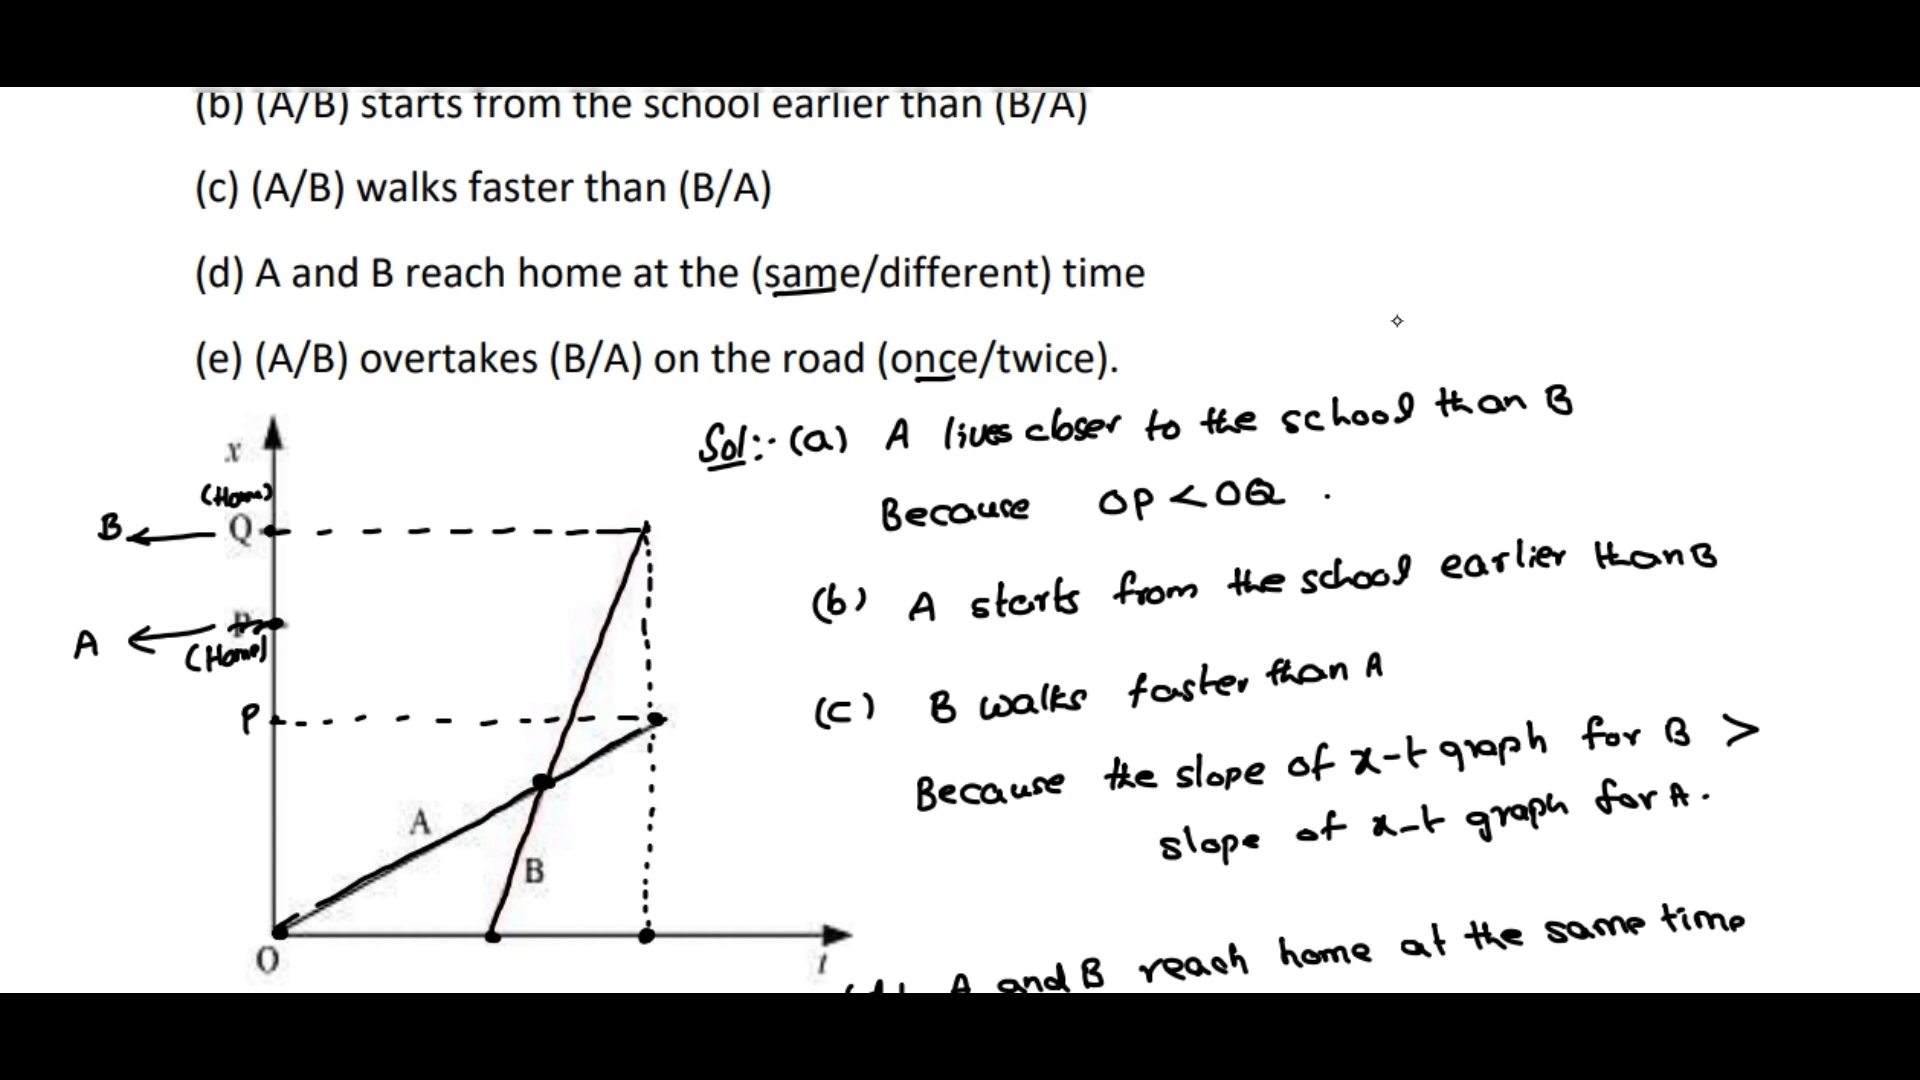 (b) (A/B) starts from the school earlier than (B/A)
(c) (A/B) walks faster than (B/A)
(d) A and B reach home at the (same/different) time
(e) (A/B) overtakes (B/A) on the road (once/twice).
Sol:- (a) A lives closer to the school than B
Because OP < OQ .
(b) A starts from the school earlier than B
(c) B walks faster than A
Because the slope of x-t graph for B >
slope of x-t graph for A.
A and B reach home at the same time
x
(Home)
B Q
A P
(Home)
P
A
B
O
t